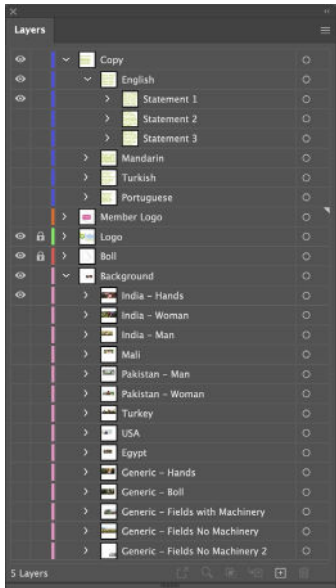 Layers
Copy
English
Statement 1
Statement 2
Statement 3
Mandarin
Turkish
Portuguese
Member Logo
Logo
Boll
Background
India - Hands
India - Woman
India - Man
Mali
Pakistan - Man
Pakistan - Woman
Turkey
USA
Egypt
Generic - Hands
Generic - Boll
Generic - Fields with Machinery
Generic - Fields No Machinery
Generic - Fields No Machinery 2
5 Layers